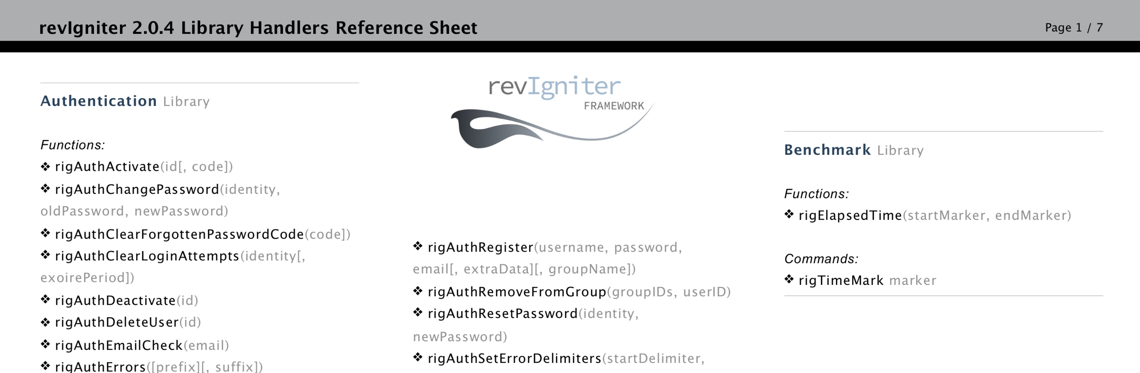 revIgniter 2.0.4 Library Handlers Reference Sheet
Page 1 / 7
Authentication Library
Functions:
❖ rigAuthActivate(id[, code])
❖ rigAuthChangePassword(identity,
oldPassword, newPassword)
❖ rigAuthClearForgottenPasswordCode(code])
❖ rigAuthClearLoginAttempts(identity[,
exoirePeriod])
❖ rigAuthDeactivate(id)
❖ rigAuthDeleteUser(id)
❖ rigAuthEmailCheck(email)
❖ rigAuthErrors([prefix][, suffix])
revIgniter
FRAMEWORK
❖ rigAuthRegister(username, password,
email[, extraData][, groupName])
❖ rigAuthRemoveFromGroup(groupIDs, userID)
❖ rigAuthResetPassword(identity,
newPassword)
❖ rigAuthSetErrorDelimiters(startDelimiter,
Benchmark Library
Functions:
❖ rigElapsedTime(startMarker, endMarker)
Commands:
❖ rigTimeMark marker